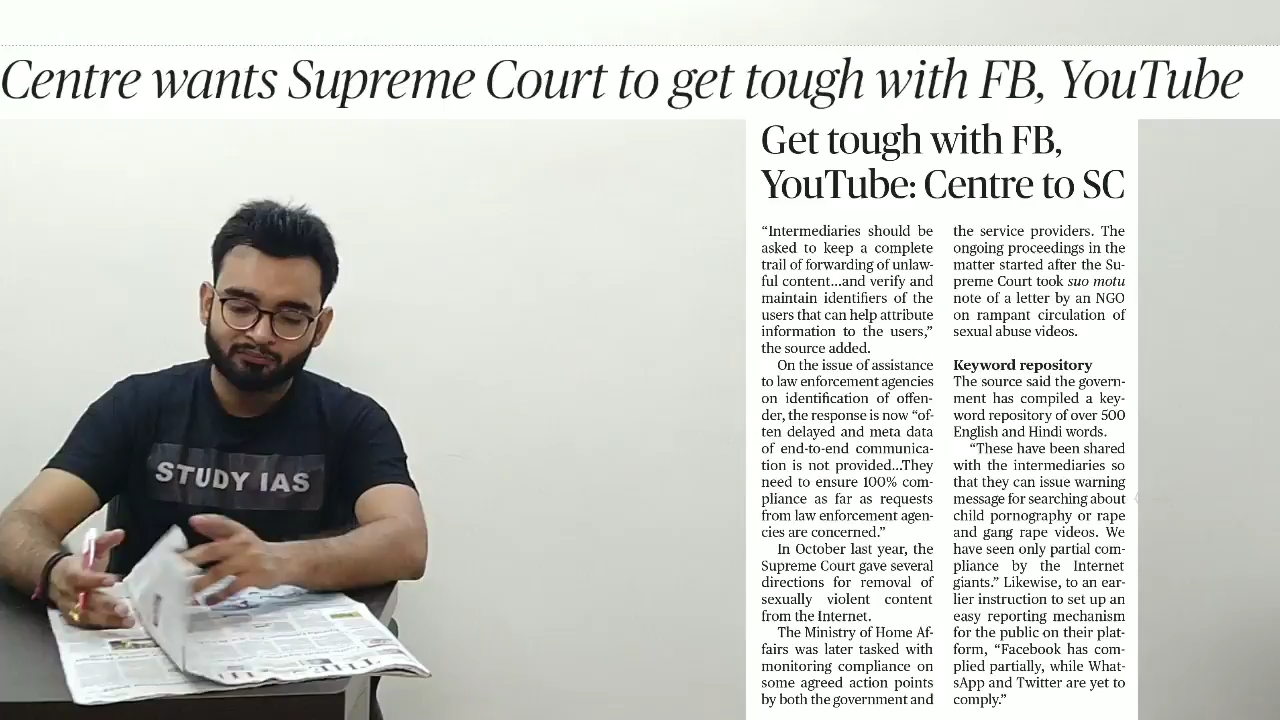 Centre wants Supreme Court to get tough with FB, YouTube
Get tough with FB,
YouTube: Centre to SC
“Intermediaries should be
asked to keep a complete
trail of forwarding of unlaw-
ful content...and verify and
maintain identifiers of the
users that can help attribute
information to the users,”
the source added.
On the issue of assistance
to law enforcement agencies
on identification of offen-
der, the response is now “of-
ten delayed and meta data
of end-to-end communica-
tion is not provided...They
need to ensure 100% com-
pliance as far as requests
from law enforcement agen-
cies are concerned.”
In October last year, the
Supreme Court gave several
directions for removal of
sexually violent content
from the Internet.
The Ministry of Home Af-
fairs was later tasked with
monitoring compliance on
some agreed action points
by both the government and
the service providers. The
ongoing proceedings in the
matter started after the Su-
preme Court took suo motu
note of a letter by an NGO
on rampant circulation of
sexual abuse videos.
Keyword repository
The source said the govern-
ment has compiled a key-
word repository of over 500
English and Hindi words.
“These have been shared
with the intermediaries so
that they can issue warning
message for searching about
child pornography or rape
and gang rape videos. We
have seen only partial com-
pliance by the Internet
giants.” Likewise, to an ear-
lier instruction to set up an
easy reporting mechanism
for the public on their plat-
form, “Facebook has com-
plied partially, while What-
sApp and Twitter are yet to
comply.”
STUDY IAS